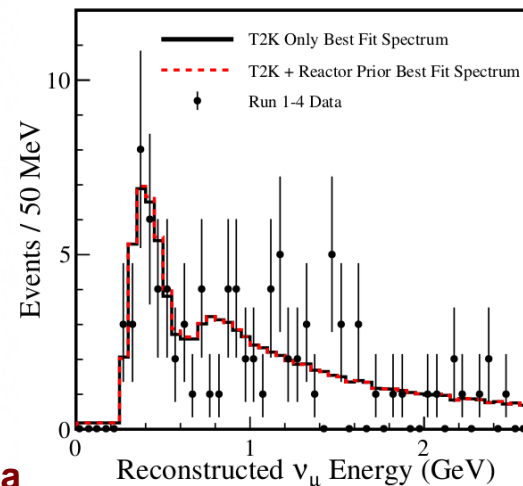 T2K Only Best Fit Spectrum
T2K + Reactor Prior Best Fit Spectrum
Run 1-4 Data
10
5
0
Events / 50 MeV
0 1 2
Reconstructed νμ Energy (GeV)
a